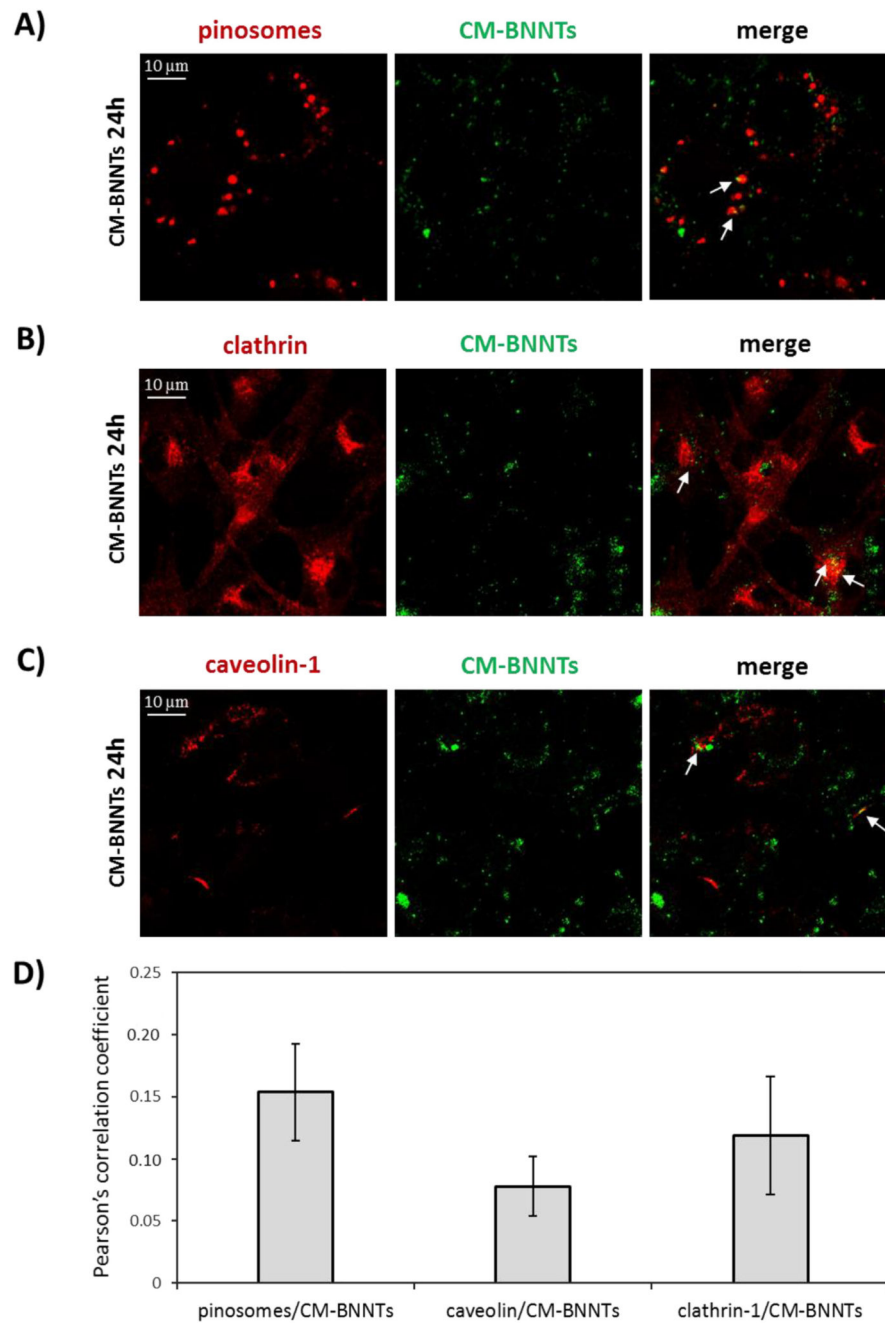 A)
pinosomes CM-BNNTs merge
10 µm
CM-BNNTs 24h
B)
clathrin CM-BNNTs merge
10 µm
CM-BNNTs 24h
C)
caveolin-1 CM-BNNTs merge
10 µm
CM-BNNTs 24h
D)
Pearson's correlation coefficient
0.25
0.20
0.15
0.10
0.05
0
pinosomes/CM-BNNTs caveolin/CM-BNNTs clathrin-1/CM-BNNTs